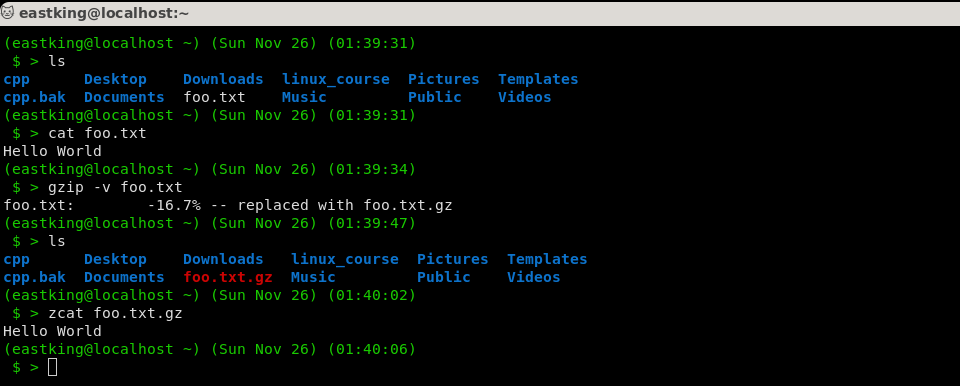 eastking@localhost:~
(eastking@localhost ~) (Sun Nov 26) (01:39:31)
 $ > ls
cpp      Desktop    Downloads  linux_course  Pictures  Templates
cpp.bak  Documents  foo.txt    Music         Public    Videos
(eastking@localhost ~) (Sun Nov 26) (01:39:31)
 $ > cat foo.txt
Hello World
(eastking@localhost ~) (Sun Nov 26) (01:39:34)
 $ > gzip -v foo.txt
foo.txt:        -16.7% -- replaced with foo.txt.gz
(eastking@localhost ~) (Sun Nov 26) (01:39:47)
 $ > ls
cpp      Desktop    Downloads   linux_course  Pictures  Templates
cpp.bak  Documents  foo.txt.gz  Music         Public    Videos
(eastking@localhost ~) (Sun Nov 26) (01:40:02)
 $ > zcat foo.txt.gz
Hello World
(eastking@localhost ~) (Sun Nov 26) (01:40:06)
 $ >